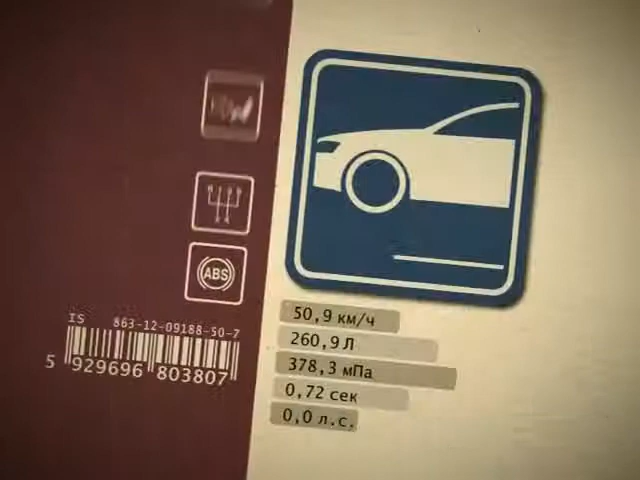 ABS
IS 863-12-09188-50-7
5 929696 803807
50,9 км/ч
260,9 л
378,3 мПа
0,72 сек
0,0 л.с.